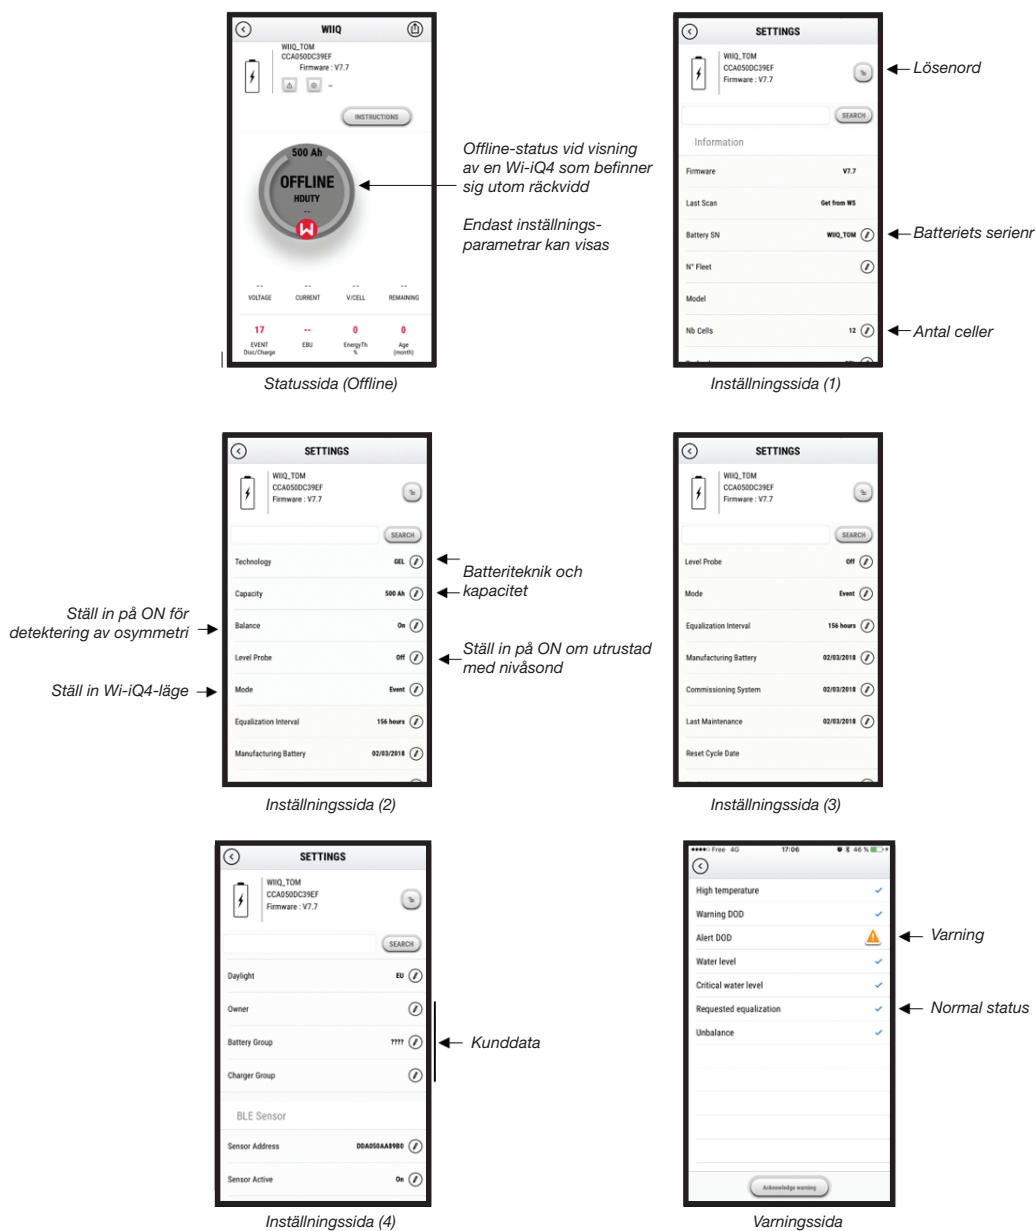 WIIQ
WIIQ_TOM
CCA050DC39EF
Firmware : V7.7
--
INSTRUCTIONS
500 Ah
OFFLINE
HDUTY
--
-- -- -- --
VOLTAGE CURRENT V/CELL REMAINING
17 -- 0 0
EVENT EBU EnergyTh Age
Disc/Charge % (month)
Offline-status vid visning
av en Wi-iQ4 som befinner
sig utom räckvidd
Endast inställnings-
parametrar kan visas
Statussida (Offline)
SETTINGS
WIIQ_TOM
CCA050DC39EF
Firmware : V7.7
SEARCH
Information
Firmware V7.7
Last Scan Get from WS
Battery SN WIIQ_TOM
N° Fleet
Model
Nb Cells 12
Lösenord
Batteriets serienr
Antal celler
Inställningssida (1)
SETTINGS
WIIQ_TOM
CCA050DC39EF
Firmware : V7.7
SEARCH
Technology GEL
Capacity 500 Ah
Balance On
Level Probe Off
Mode Event
Equalization Interval 156 hours
Manufacturing Battery 02/03/2018
Ställ in på ON för
detektering av osymmetri
Ställ in Wi-iQ4-läge
Batteriteknik och
kapacitet
Ställ in på ON om utrustad
med nivåsond
Inställningssida (2)
SETTINGS
WIIQ_TOM
CCA050DC39EF
Firmware : V7.7
SEARCH
Level Probe Off
Mode Event
Equalization Interval 156 hours
Manufacturing Battery 02/03/2018
Commissioning System 02/03/2018
Last Maintenance 02/03/2018
Reset Cycle Date
Inställningssida (3)
SETTINGS
WIIQ_TOM
CCA050DC39EF
Firmware : V7.7
SEARCH
Daylight EU
Owner
Battery Group ????
Charger Group
BLE Sensor
Sensor Address DDA050AA89B0
Sensor Active On
Kunddata
Inställningssida (4)
Free 4G 17:06 46 %
High temperature
Warning DOD
Alert DOD
Water level
Critical water level
Requested equalization
Unbalance
Acknowledge warning
Varning
Normal status
Varningssida